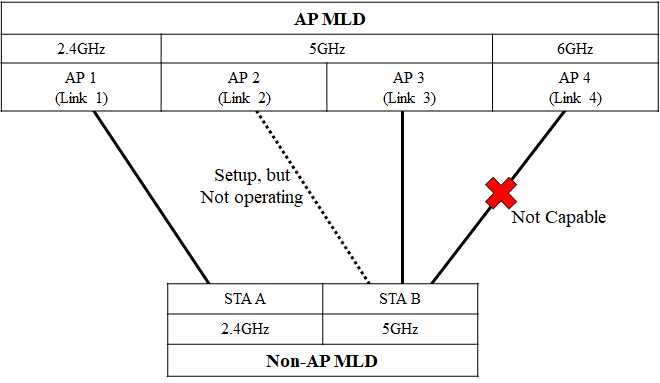 AP MLD
2.4GHz 5GHz 6GHz
AP 1 AP 2 AP 3 AP 4
(Link 1) (Link 2) (Link 3) (Link 4)
Setup, but
Not operating
Not Capable
STA A STA B
2.4GHz 5GHz
Non-AP MLD